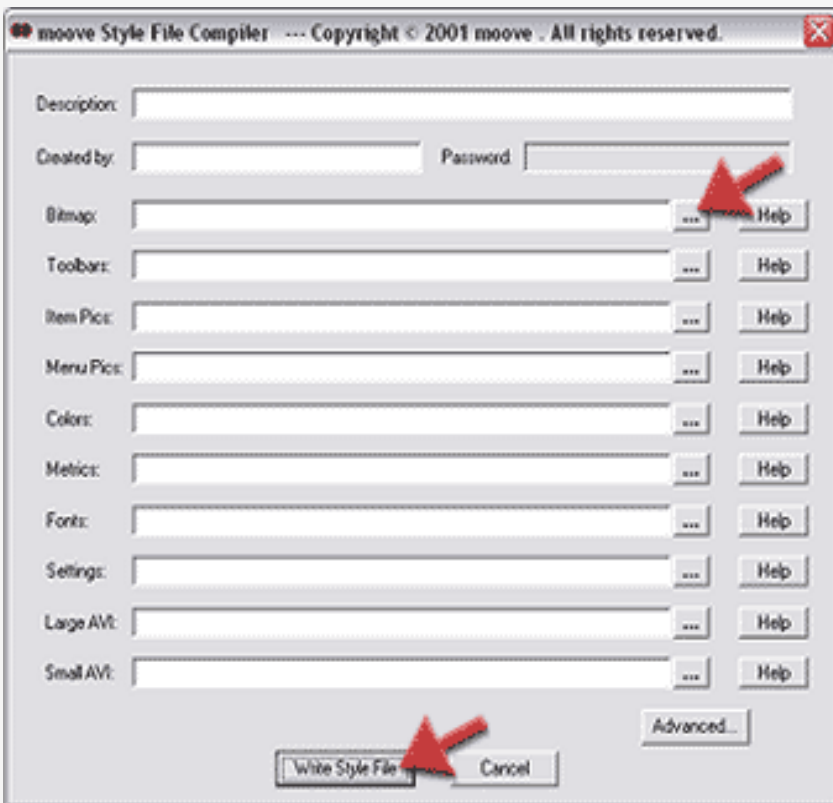 moove Style File Compiler --- Copyright © 2001 moove . All rights reserved.
Description:
Created by: Password
Bitmap: ... Help
Toolbars: ... Help
Item Pics: ... Help
Menu Pics: ... Help
Colors: ... Help
Metrics: ... Help
Fonts: ... Help
Settings: ... Help
Large AVI: ... Help
Small AVI: ... Help
Advanced...
Write Style File Cancel